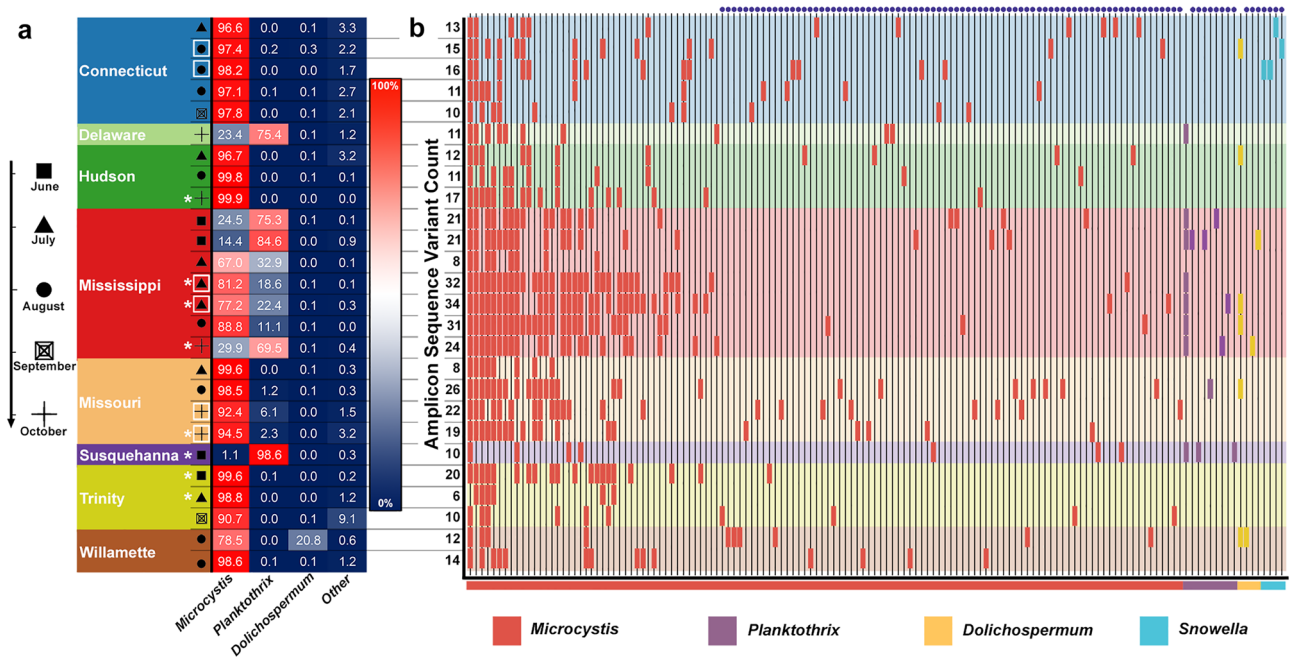 a
b
100%
0%
Amplicon Sequence Variant Count
June
July
August
September
October
Connecticut
96.6 0.0 0.1 3.3 13
97.4 0.2 0.3 2.2 15
98.2 0.0 0.0 1.7 16
97.1 0.1 0.1 2.7 11
97.8 0.0 0.1 2.1 10
Delaware 23.4 75.4 0.0 1.2 11
Hudson
96.7 0.0 0.1 3.2 12
99.8 0.0 0.1 0.1 11
* 99.9 0.0 0.0 0.0 17
Mississippi
24.5 75.3 0.1 0.1 21
14.4 84.6 0.0 0.9 21
67.0 32.9 0.0 0.1 8
* 81.2 18.6 0.1 0.1 32
* 77.2 22.4 0.1 0.3 34
88.8 11.1 0.1 0.0 31
* 29.9 69.5 0.1 0.4 24
Missouri
99.6 0.0 0.1 0.3 8
98.5 1.2 0.1 0.3 26
92.4 6.1 0.0 1.5 22
* 94.5 2.3 0.0 3.2 19
Susquehanna * 1.1 98.6 0.0 0.3 10
Trinity
* 99.6 0.1 0.0 0.2 20
* 98.8 0.0 0.0 1.2 6
90.7 0.0 0.1 9.1 10
Willamette
78.5 0.0 20.8 0.6 12
98.6 0.1 0.1 1.2 14
Microcystis
Planktothrix
Dolichospermum
Other
Microcystis
Planktothrix
Dolichospermum
Snowella